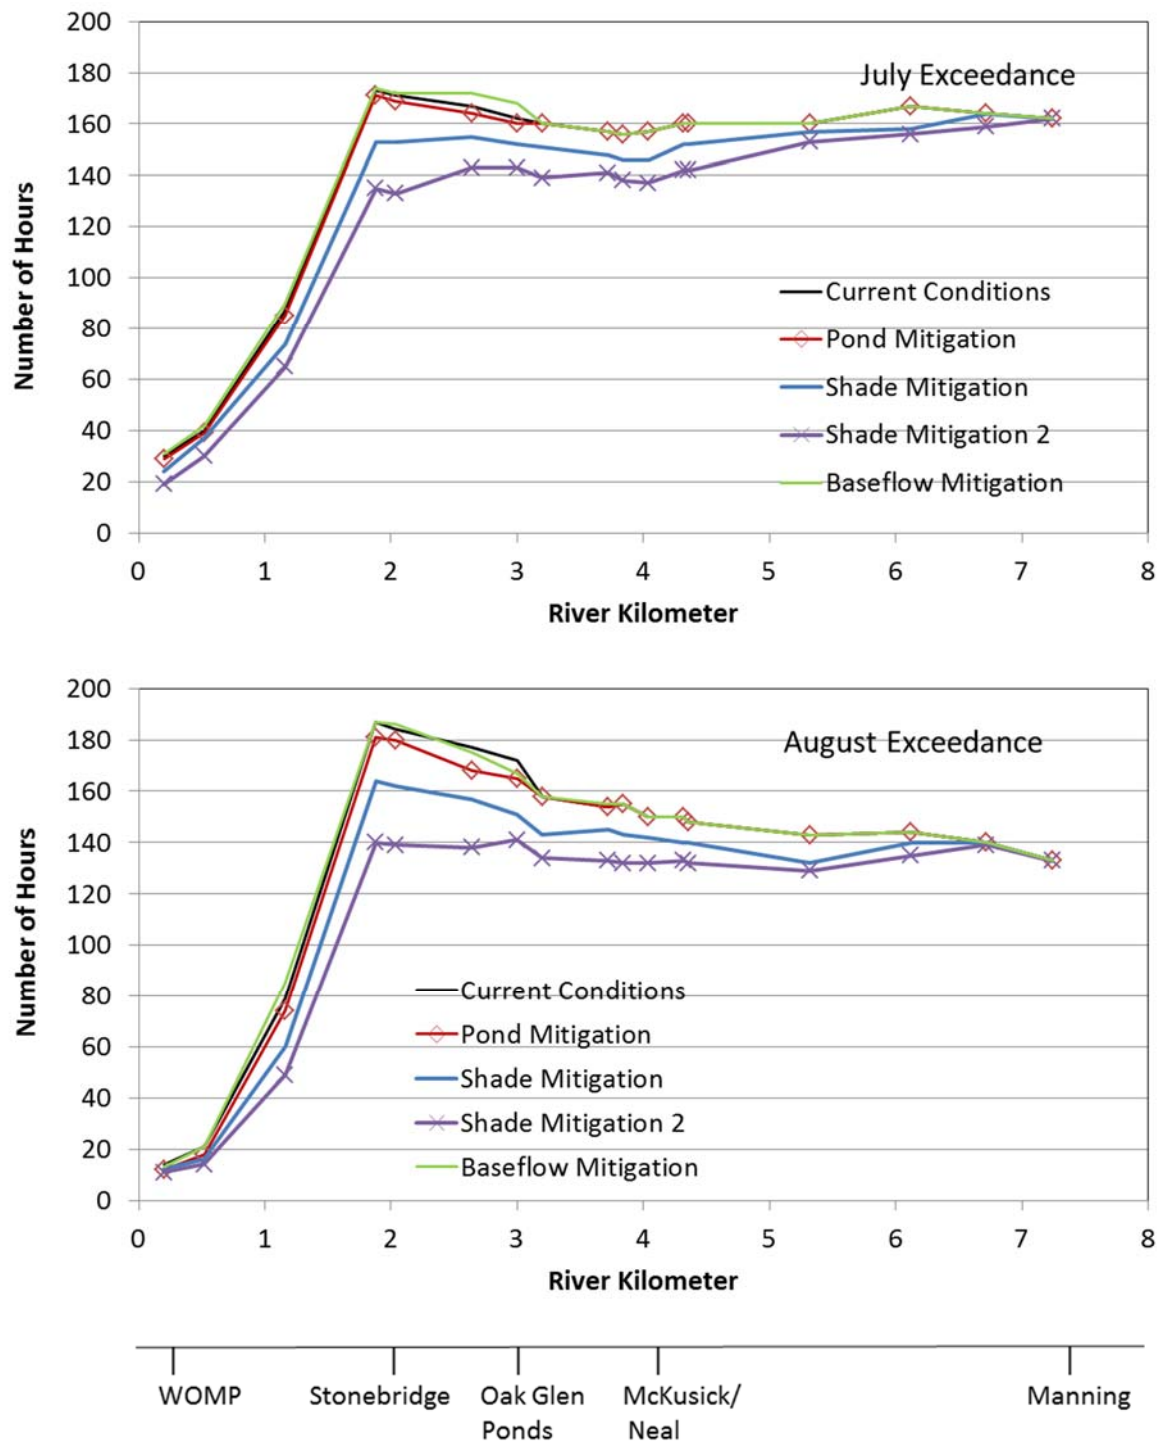 200
180
160
140
120
100
80
60
40
20
0
Number of Hours
July Exceedance
Current Conditions
Pond Mitigation
Shade Mitigation
Shade Mitigation 2
Baseflow Mitigation
0 1 2 3 4 5 6 7 8
River Kilometer
200
180
160
140
120
100
80
60
40
20
0
Number of Hours
August Exceedance
Current Conditions
Pond Mitigation
Shade Mitigation
Shade Mitigation 2
Baseflow Mitigation
0 1 2 3 4 5 6 7 8
River Kilometer
WOMP
Stonebridge
Oak Glen
Ponds
McKusick/
Neal
Manning